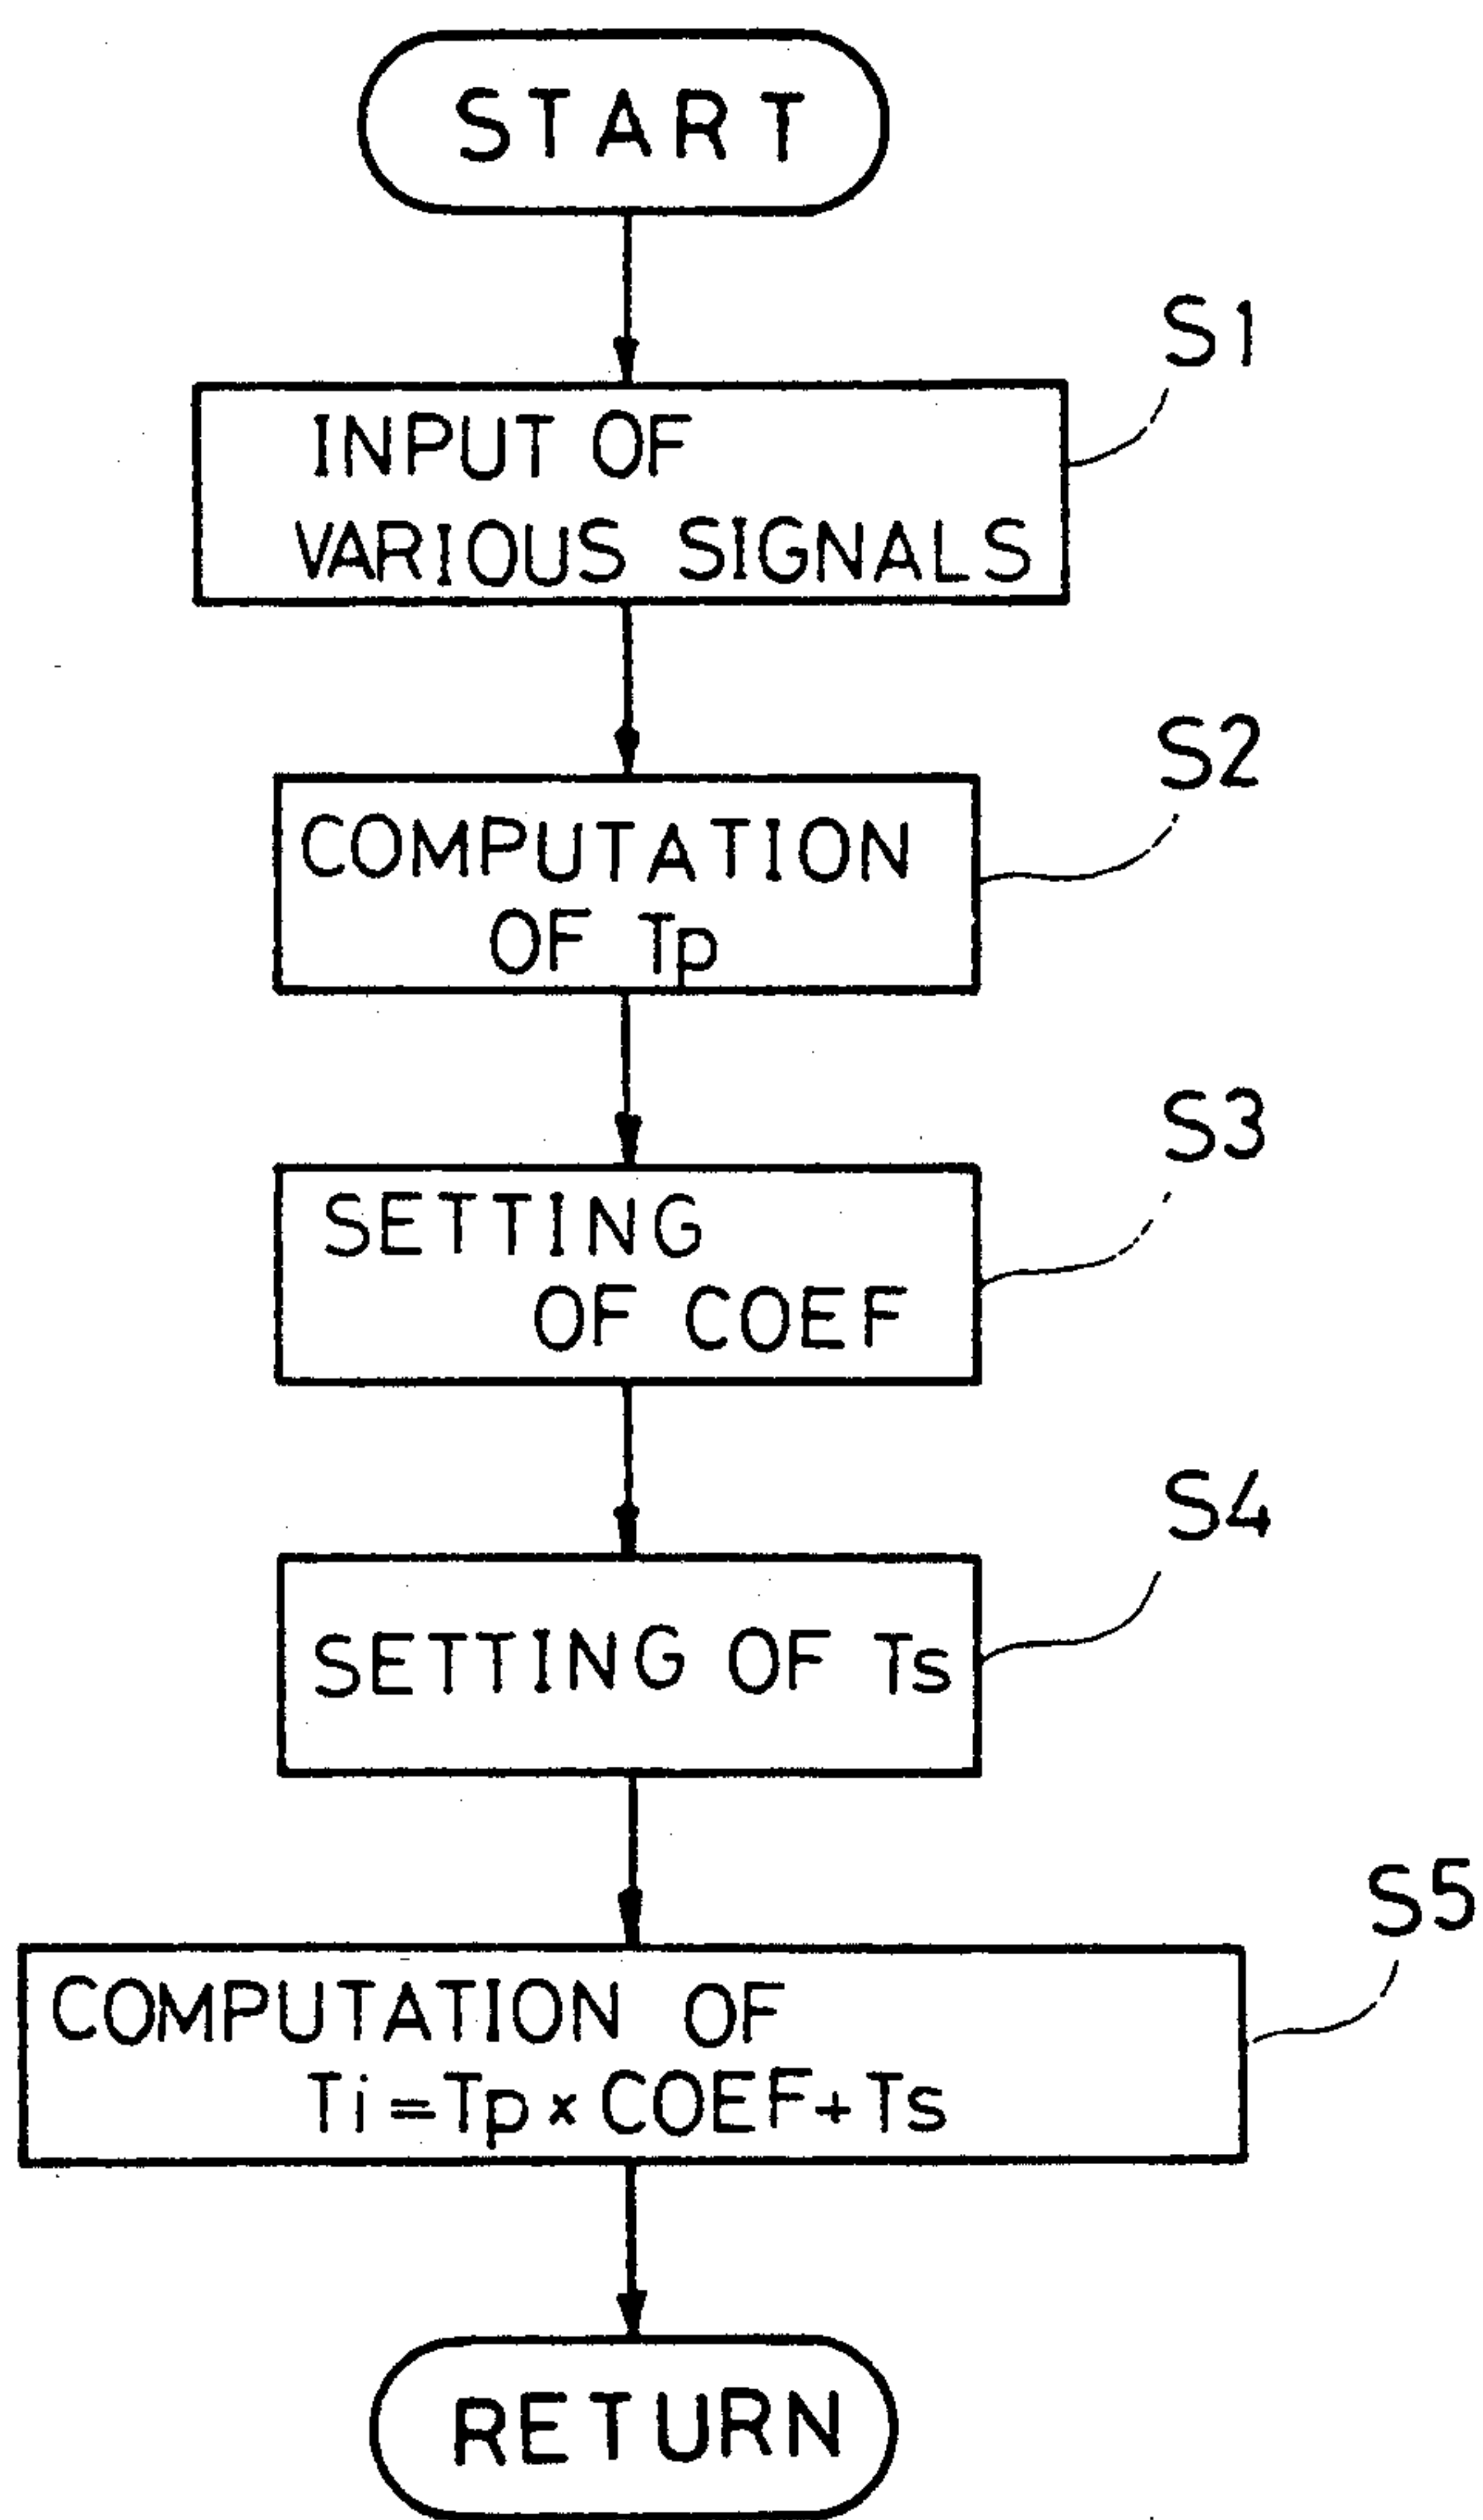 START
S1
INPUT OF
VARIOUS SIGNALS
S2
COMPUTATION
OF Tp
S3
SETTING
OF COEF
S4
SETTING OF Ts
S5
COMPUTATION OF
Ti=Tp×COEF+Ts
RETURN